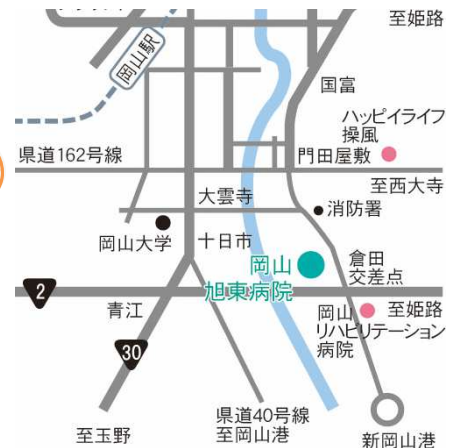 至姫路
岡山駅
国富
ハッピイライフ
操風
県道162号線
門田屋敷
至西大寺
大雲寺
消防署
岡山大学
十日市
岡山
旭東病院
倉田
交差点
2
青江
至姫路
岡山
リハビリテーション
病院
30
県道40号線
至岡山港
至玉野
新岡山港